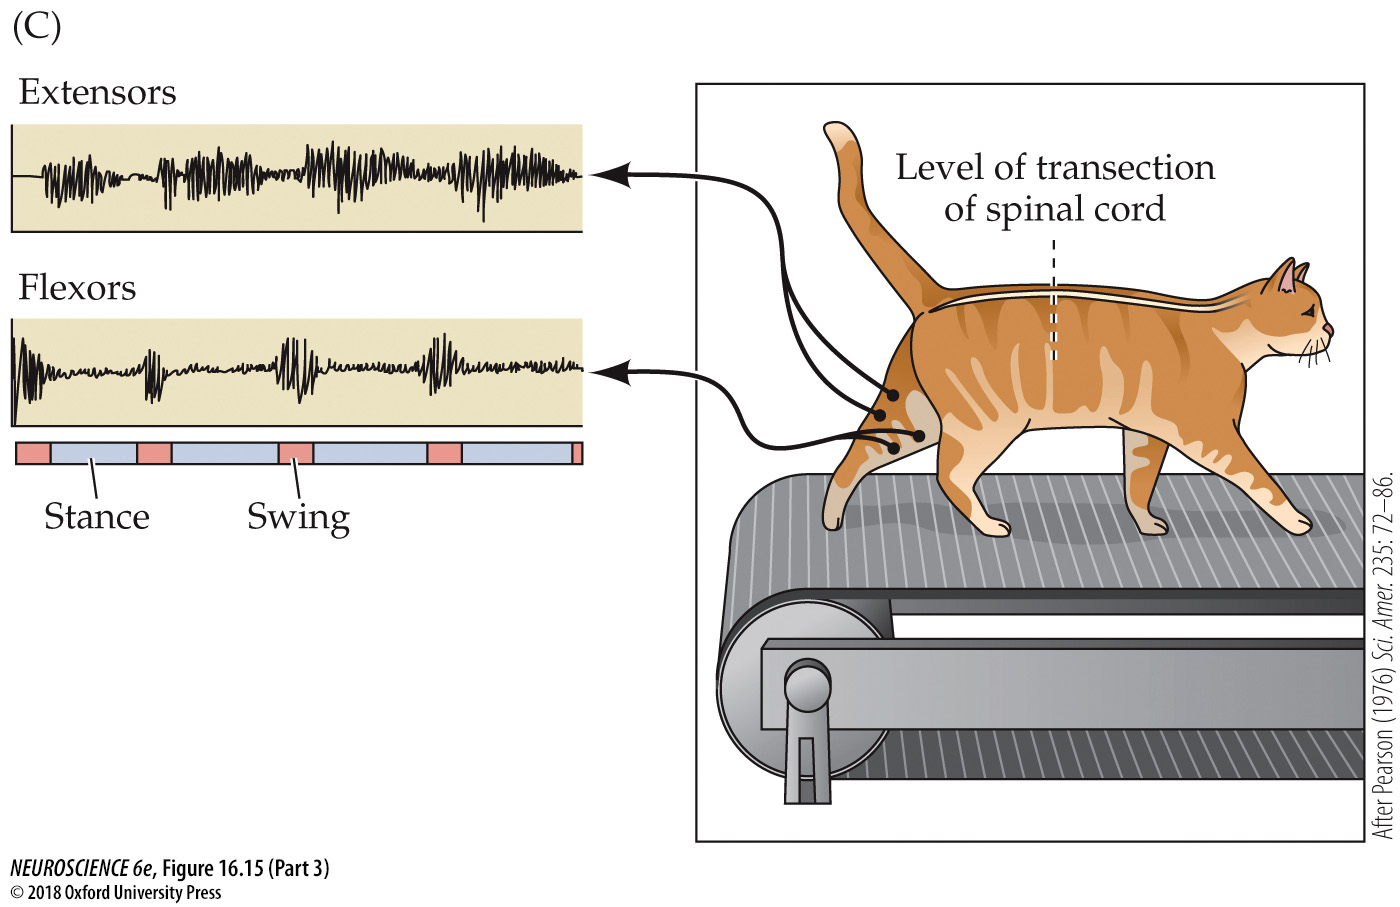 (C)
Extensors
Flexors
Stance
Swing
Level of transection
of spinal cord
After Pearson (1976) Sci. Amer. 235: 72–86.
NEUROSCIENCE 6e, Figure 16.15 (Part 3)
© 2018 Oxford University Press